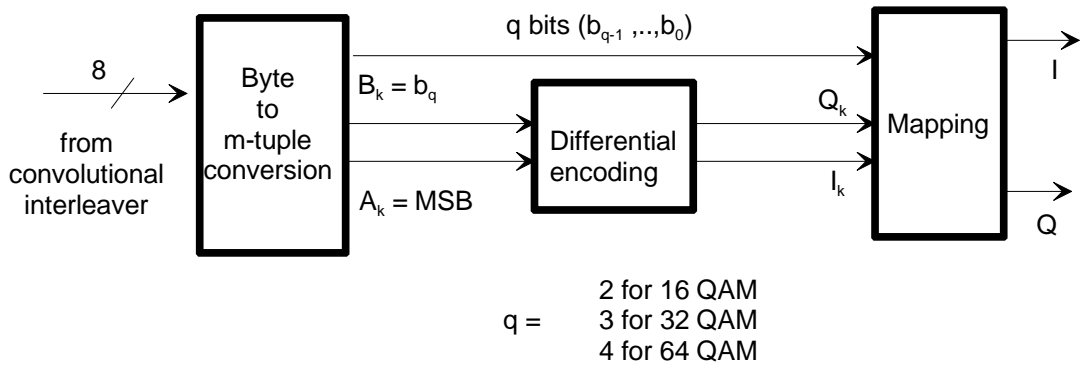 q bits (b_{q-1} ,..,b_0)
8
from
convolutional
interleaver
Byte
to
m-tuple
conversion
B_k = b_q
A_k = MSB
Differential
encoding
Q_k
I_k
Mapping
I
Q
q =
2 for 16 QAM
3 for 32 QAM
4 for 64 QAM